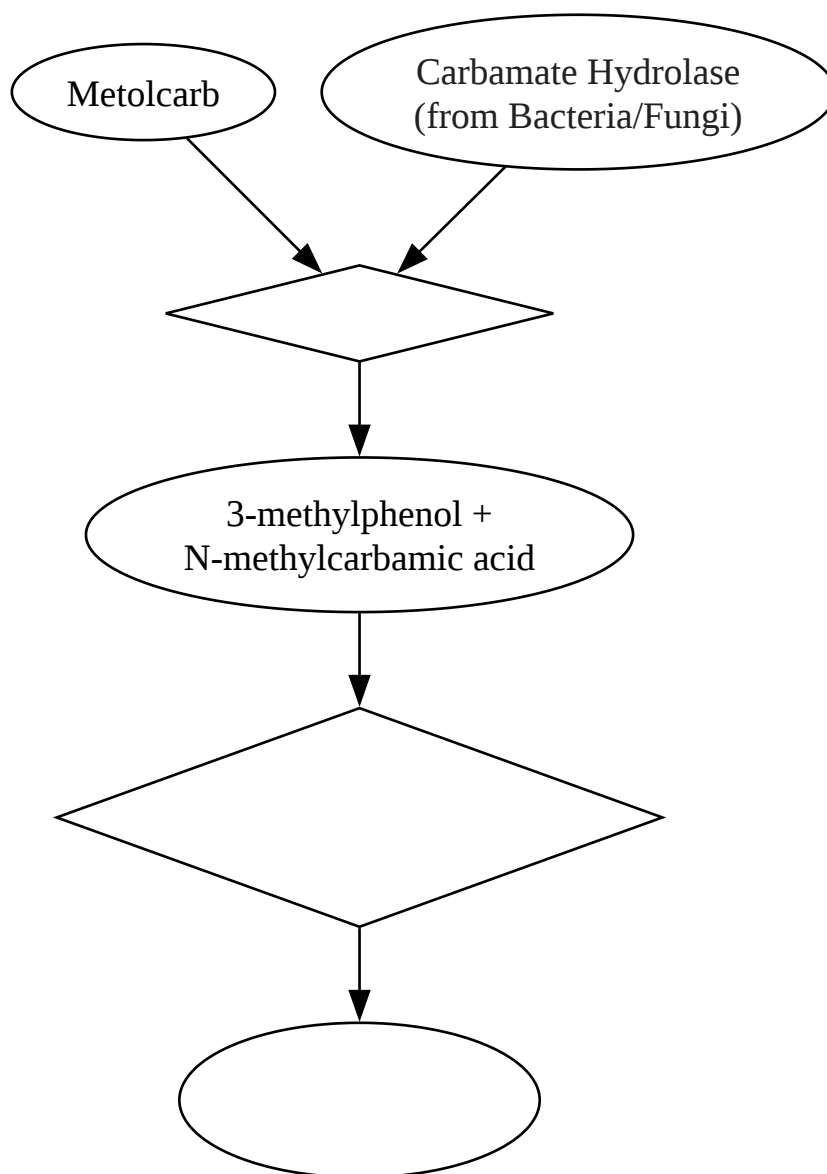 Metolcarb
Carbamate Hydrolase
(from Bacteria/Fungi)
3-methylphenol +
N-methylcarbamic acid